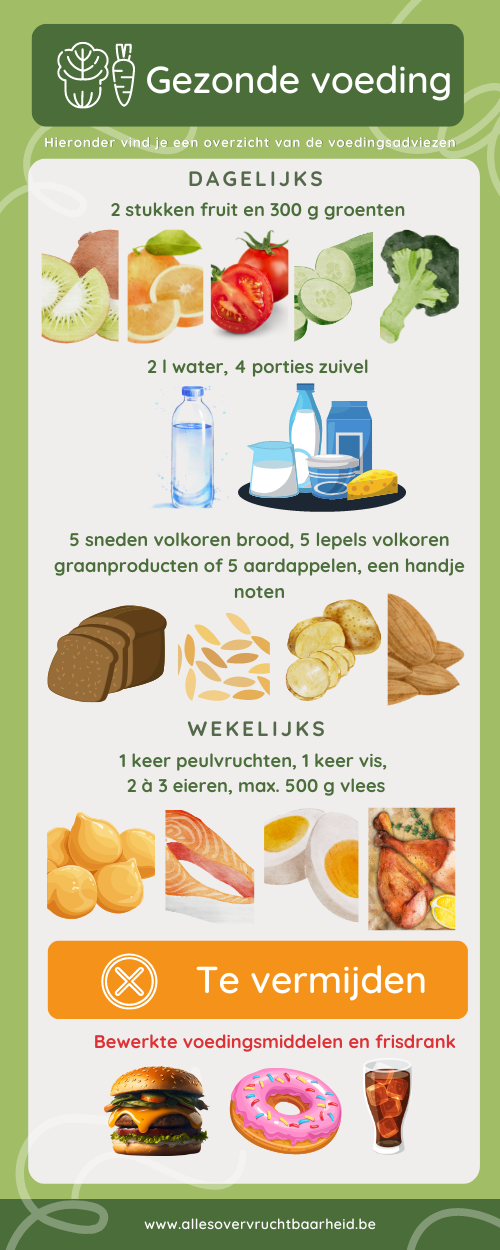 Gezonde voeding
Hieronder vind je een overzicht van de voedingsadviezen
DAGELIJKS
2 stukken fruit en 300 g groenten
2 l water, 4 porties zuivel
5 sneden volkoren brood, 5 lepels volkoren
graanproducten of 5 aardappelen, een handje
noten
WEKELIJKS
1 keer peulvruchten, 1 keer vis,
2 à 3 eieren, max. 500 g vlees
Te vermijden
Bewerkte voedingsmiddelen en frisdrank
www.allesovervruchtbaarheid.be